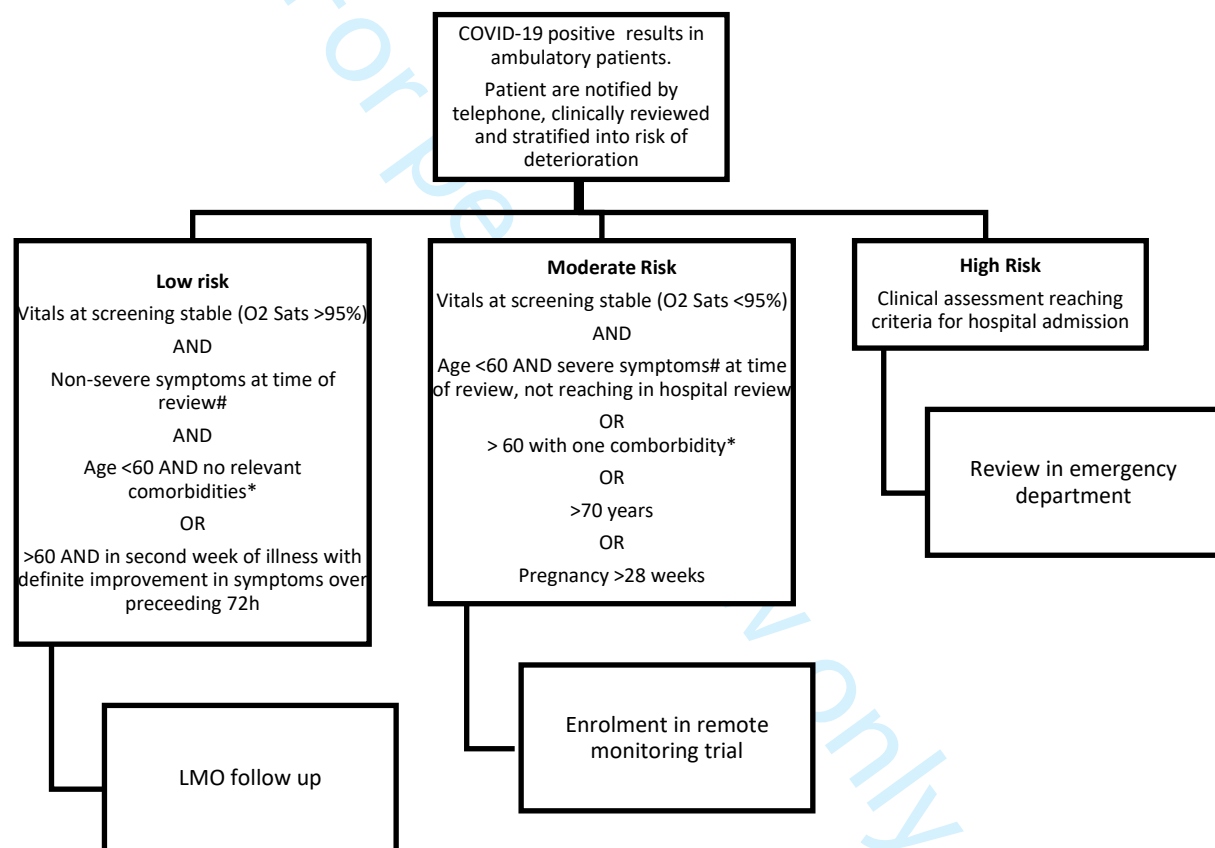 COVID-19 positive results in
ambulatory patients.
Patient are notified by
telephone, clinically reviewed
and stratified into risk of
deterioration
Low risk
Vitals at screening stable (O2 Sats >95%)
AND
Non-severe symptoms at time of
review#
AND
Age <60 AND no relevant
comorbidities*
OR
>60 AND in second week of illness with
definite improvement in symptoms over
preceeding 72h
LMO follow up
Moderate Risk
Vitals at screening stable (O2 Sats <95%)
AND
Age <60 AND severe symptoms# at time
of review, not reaching in hospital review
OR
> 60 with one comborbidity*
OR
>70 years
OR
Pregnancy >28 weeks
Enrolment in remote
monitoring trial
High Risk
Clinical assessment reaching
criteria for hospital admission
Review in emergency
department
For pe
w only